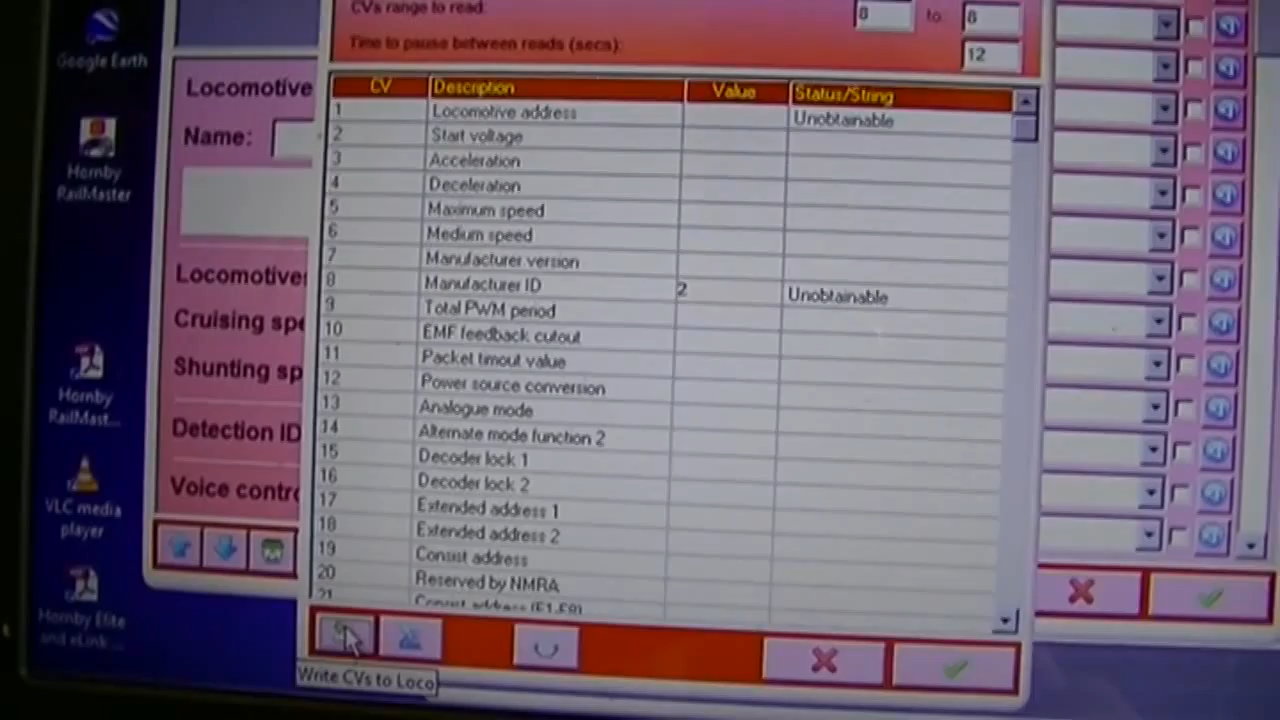 CVs range to read:
8 to: 8
Time to pause between reads (secs):
12
CV Description Value Status/String
1 Locomotive address Unobtainable
2 Start voltage
3 Acceleration
4 Deceleration
5 Maximum speed
6 Medium speed
7 Manufacturer version
8 Manufacturer ID 2 Unobtainable
9 Total PWM period
10 EMF feedback cutout
11 Packet timout value
12 Power source conversion
13 Analogue mode
14 Alternate mode function 2
15 Decoder lock 1
16 Decoder lock 2
17 Extended address 1
18 Extended address 2
19 Consist address
20 Reserved by NMRA
21 Consist address (F1-F8)
Write CVs to Loco
Google Earth
Hornby
RailMaster
Hornby
RailMast...
VLC media
player
Hornby Elite
and eLink ...
Locomotive
Name:
Locomotive
Cruising spe
Shunting sp
Detection ID
Voice contro